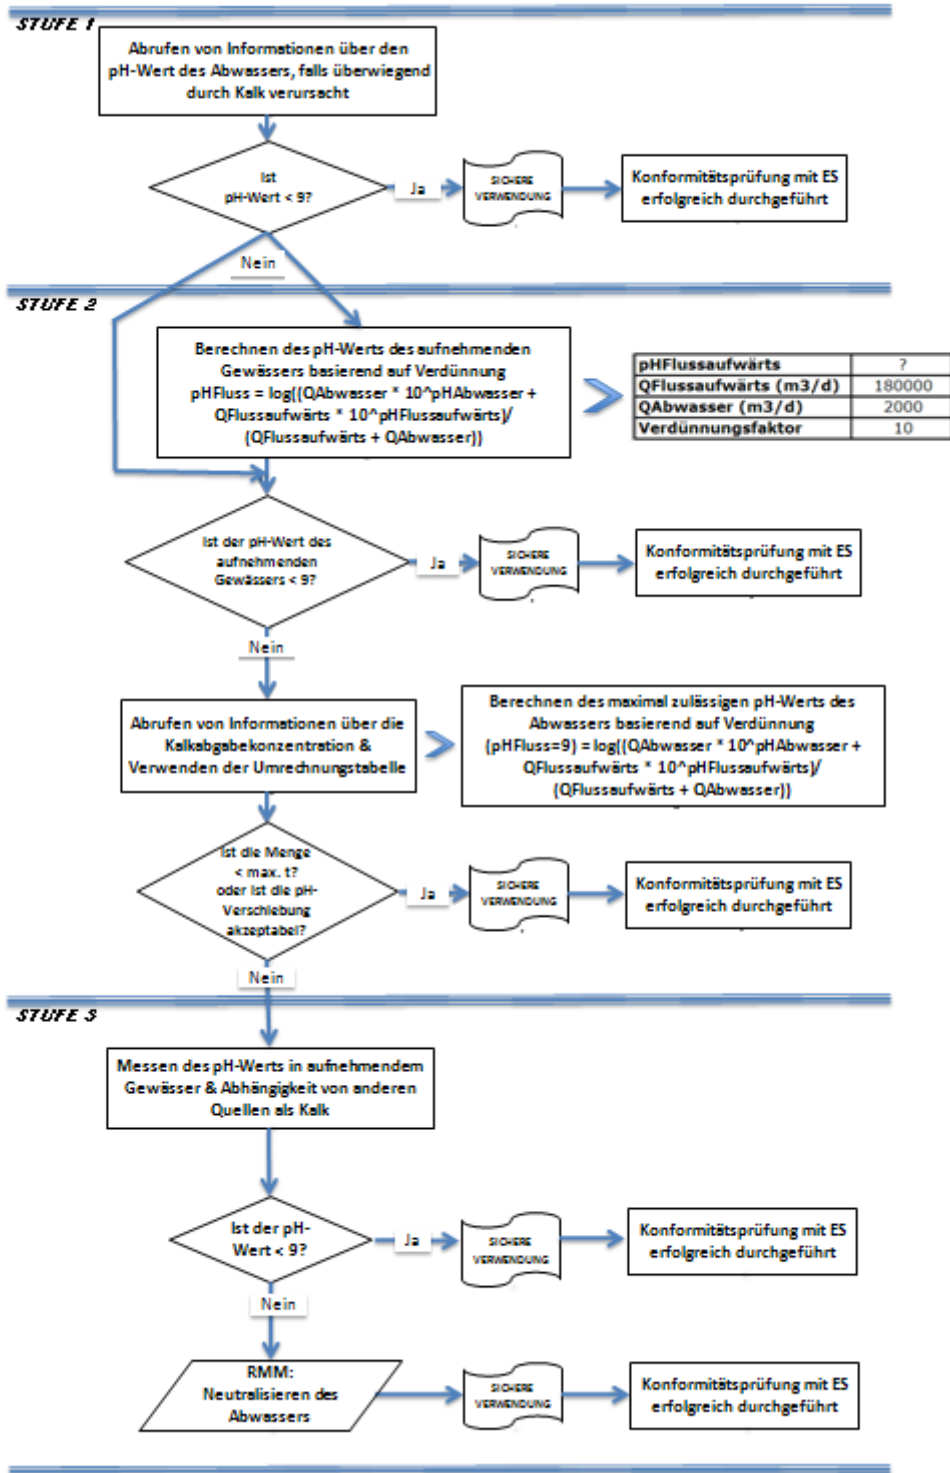 STUFE 1
Abrufen von Informationen über den
pH-Wert des Abwassers, falls überwiegend
durch Kalk verursacht
Ist
pH-Wert < 9?
Ja
SICHERE
VERWENDUNG
Konformitätsprüfung mit ES
erfolgreich durchgeführt
Nein
STUFE 2
Berechnen des pH-Werts des aufnehmenden
Gewässers basierend auf Verdünnung
pHFluss = log((QAbwasser * 10^pHAbwasser +
QFlussaufwärts * 10^pHFlussaufwärts)/
(QFlussaufwärts + QAbwasser))
pHFlussaufwärts ?
QFlussaufwärts (m3/d) 180000
QAbwasser (m3/d) 2000
Verdünnungsfaktor 10
Ist der pH-Wert des
aufnehmenden
Gewässers < 9?
Ja
SICHERE
VERWENDUNG
Konformitätsprüfung mit ES
erfolgreich durchgeführt
Nein
Abrufen von Informationen über die
Kalkabgabekonzentration &
Verwenden der Umrechnungstabelle
Berechnen des maximal zulässigen pH-Werts des
Abwassers basierend auf Verdünnung
(pHFluss=9) = log((QAbwasser * 10^pHAbwasser +
QFlussaufwärts * 10^pHFlussaufwärts)/
(QFlussaufwärts + QAbwasser))
Ist die Menge
< max. t?
oder ist die pH-
Verschiebung
akzeptabel?
Ja
SICHERE
VERWENDUNG
Konformitätsprüfung mit ES
erfolgreich durchgeführt
Nein
STUFE 3
Messen des pH-Werts in aufnehmendem
Gewässer & Abhängigkeit von anderen
Quellen als Kalk
Ist der pH-
Wert < 9?
Ja
SICHERE
VERWENDUNG
Konformitätsprüfung mit ES
erfolgreich durchgeführt
Nein
RMM:
Neutralisieren des
Abwassers
SICHERE
VERWENDUNG
Konformitätsprüfung mit ES
erfolgreich durchgeführt